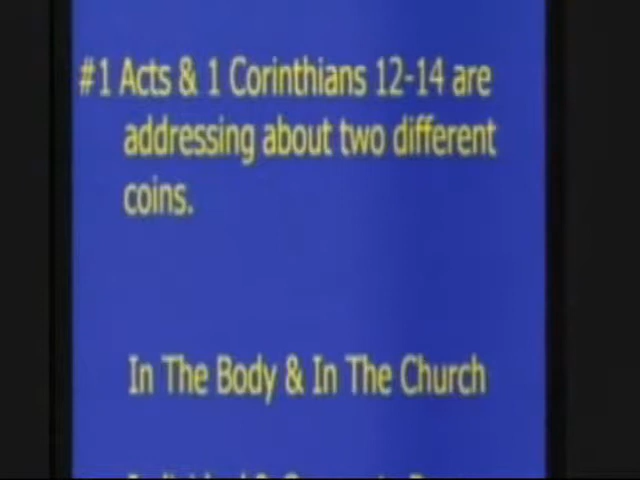 #1 Acts & 1 Corinthians 12-14 are
addressing about two different
coins.
In The Body & In The Church